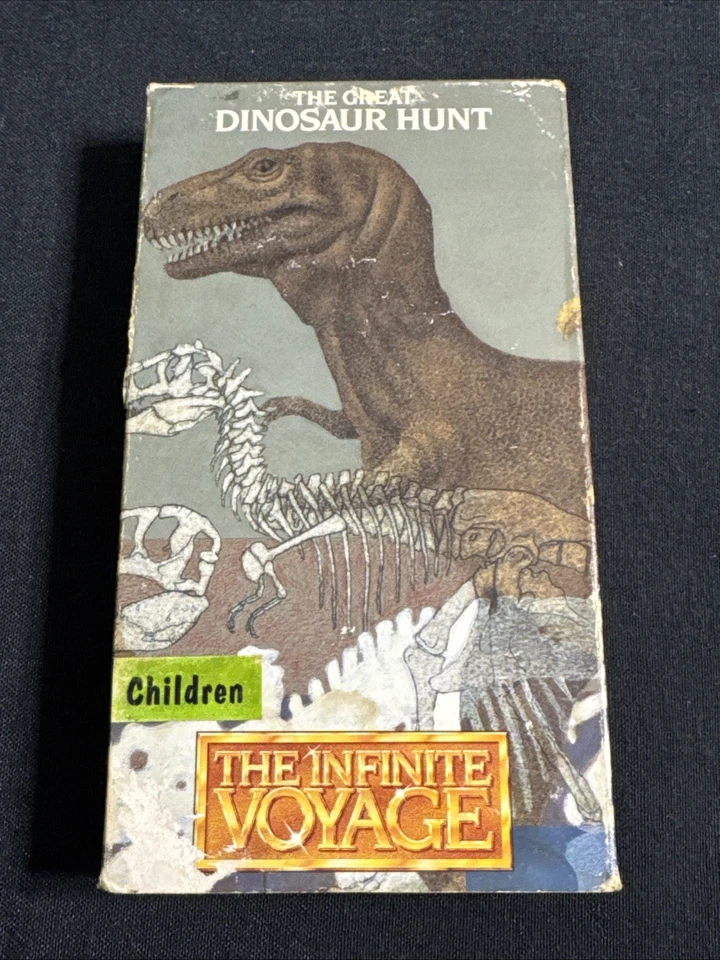 THE GREAT
DINOSAUR HUNT
Children
THE INFINITE
VOYAGE